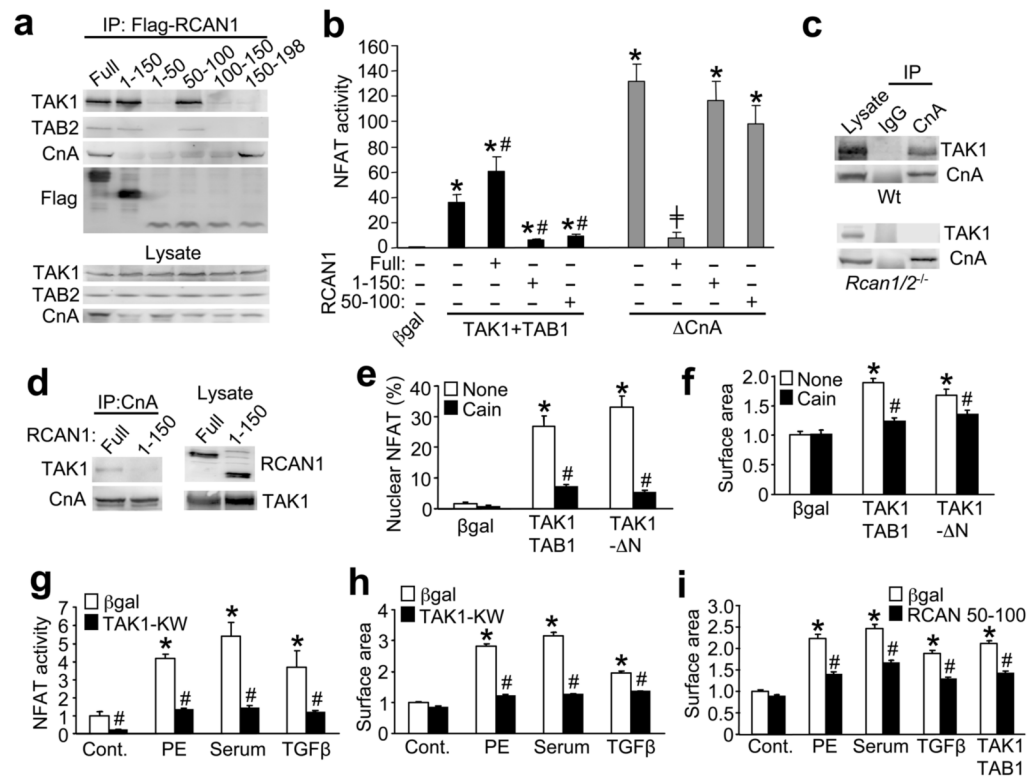 a
IP: Flag-RCAN1
Full
1-150
1-50
50-100
100-150
150-198
TAK1
TAB2
CnA
Flag
Lysate
TAK1
TAB2
CnA
b
NFAT activity
160
140
120
100
80
60
40
20
0
*
*#
*#
*#
*
ǂ
*
*
RCAN1
Full: – – + – – – + – –
1-150: – – – + – – – + –
50-100: – – – – + – – – +
βgal
TAK1+TAB1
ΔCnA
c
IP
Lysate
IgG
CnA
TAK1
CnA
Wt
TAK1
CnA
Rcan1/2-/-
d
IP:CnA
Lysate
RCAN1:
Full
1-150
Full
1-150
TAK1
CnA
RCAN1
TAK1
e
None
Cain
Nuclear NFAT (%)
40
30
20
10
0
*
#
*
#
βgal
TAK1
TAB1
TAK1
-ΔN
f
None
Cain
Surface area
2.0
1.5
1.0
0
*
#
*
#
βgal
TAK1
TAB1
TAK1
-ΔN
g
βgal
TAK1-KW
NFAT activity
7
6
5
4
3
2
1
0
#
*
#
*
#
*
#
Cont.
PE
Serum
TGFβ
h
βgal
TAK1-KW
Surface area
4
3
2
1
0
*
#
*
#
*
#
Cont.
PE
Serum
TGFβ
i
βgal
RCAN 50-100
Surface area
3.0
2.5
2.0
1.5
1.0
0.5
0
*
#
*
#
*
#
*
#
Cont.
PE
Serum
TGFβ
TAK1
TAB1